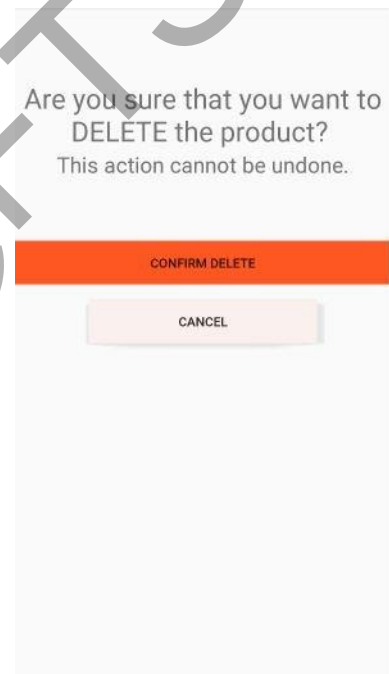 Are you sure that you want to
DELETE the product?
This action cannot be undone.
CONFIRM DELETE
CANCEL